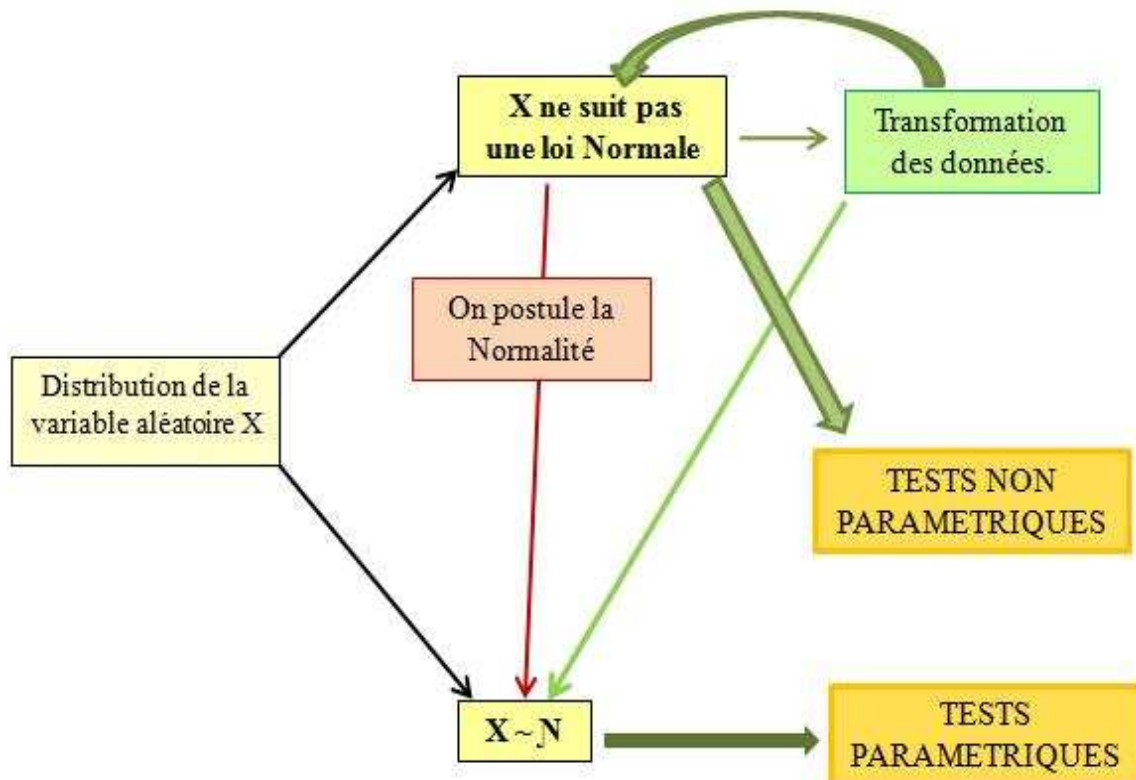 X ne suit pas
une loi Normale
Transformation
des données.
On postule la
Normalité
Distribution de la
variable aléatoire X
TESTS NON
PARAMETRIQUES
X ~ N
TESTS
PARAMETRIQUES